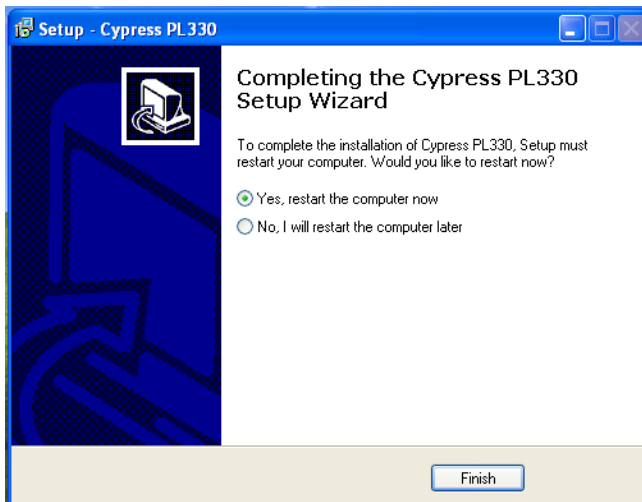 Setup - Cypress PL330
Completing the Cypress PL330
Setup Wizard
To complete the installation of Cypress PL330, Setup must
restart your computer. Would you like to restart now?
Yes, restart the computer now
No, I will restart the computer later
Finish